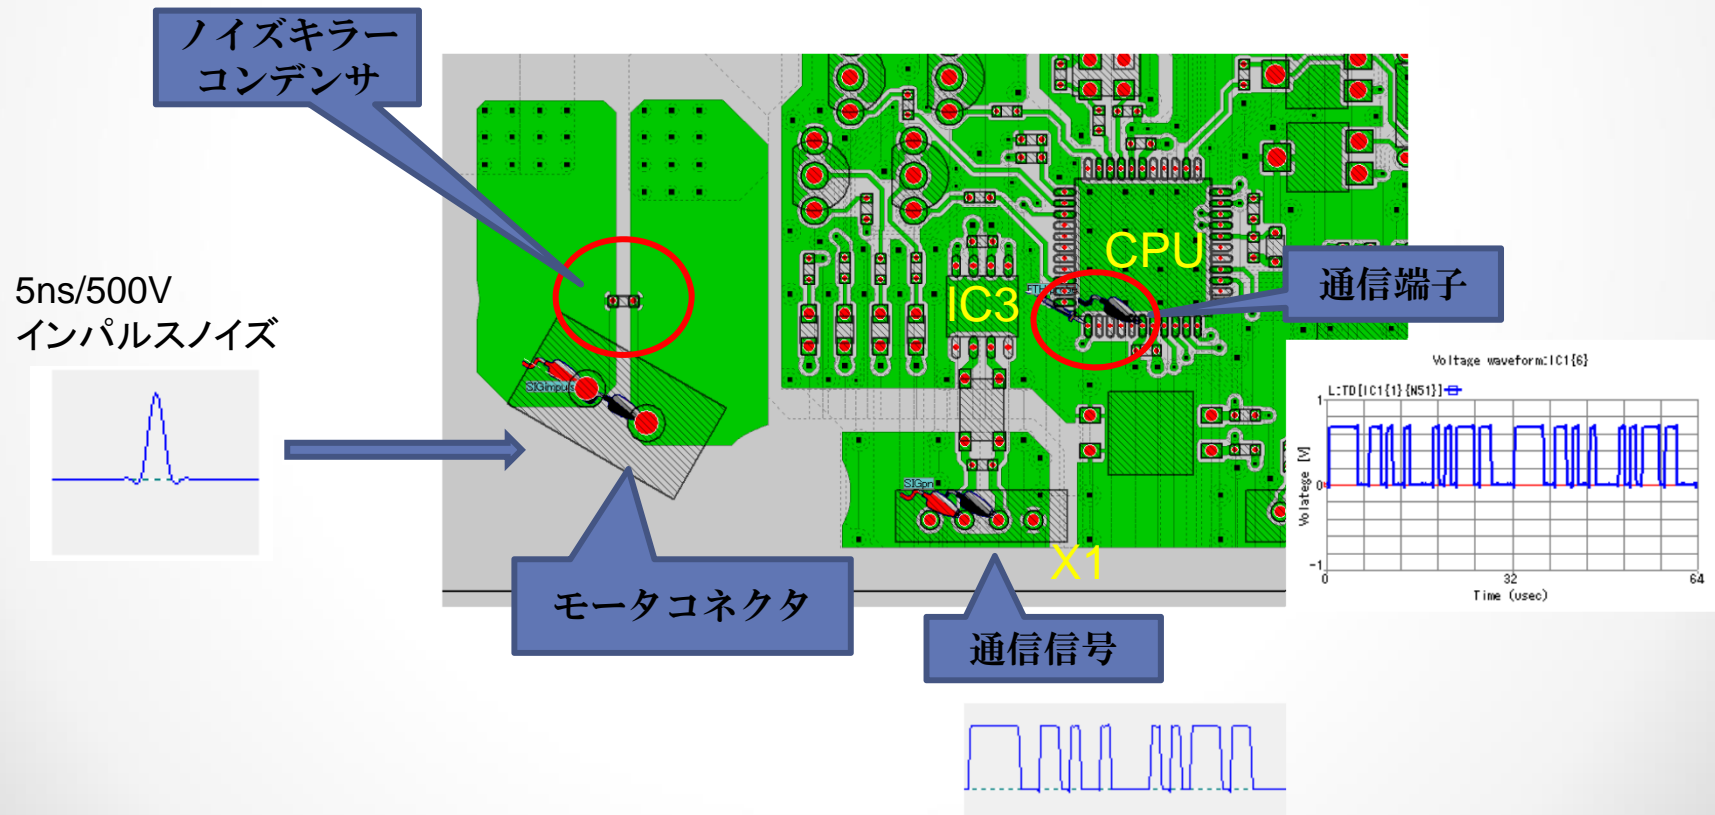 ノイズキラー
コンデンサ
5ns/500V
インパルスノイズ
CPU
IC3
通信端子
SIGimpuls
SIGpn
X1
モータコネクタ
通信信号
Voltage waveform:IC1{6}
L:TD[IC1{1}{N51}]
1
0
-1
Volatege [V]
0
32
64
Time (usec)